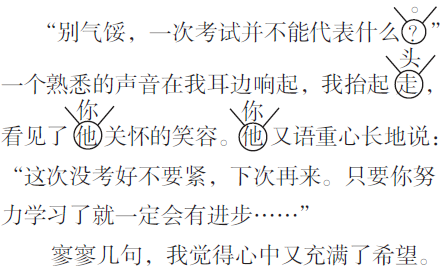 。
“别气馁，一次考试并不能代表什么？”
头
一个熟悉的声音在我耳边响起，我抬起走，
你 你
看见了他关怀的笑容。他又语重心长地说：
“这次没考好不要紧，下次再来。只要你努
力学习了就一定会有进步……”
寥寥几句，我觉得心中又充满了希望。